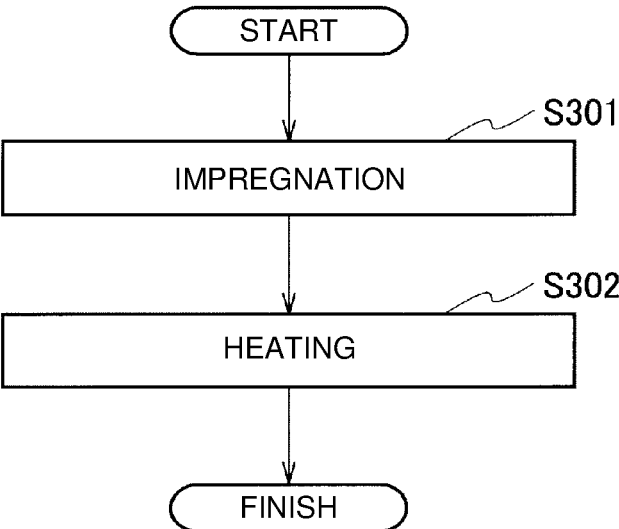 START
S301
IMPREGNATION
S302
HEATING
FINISH